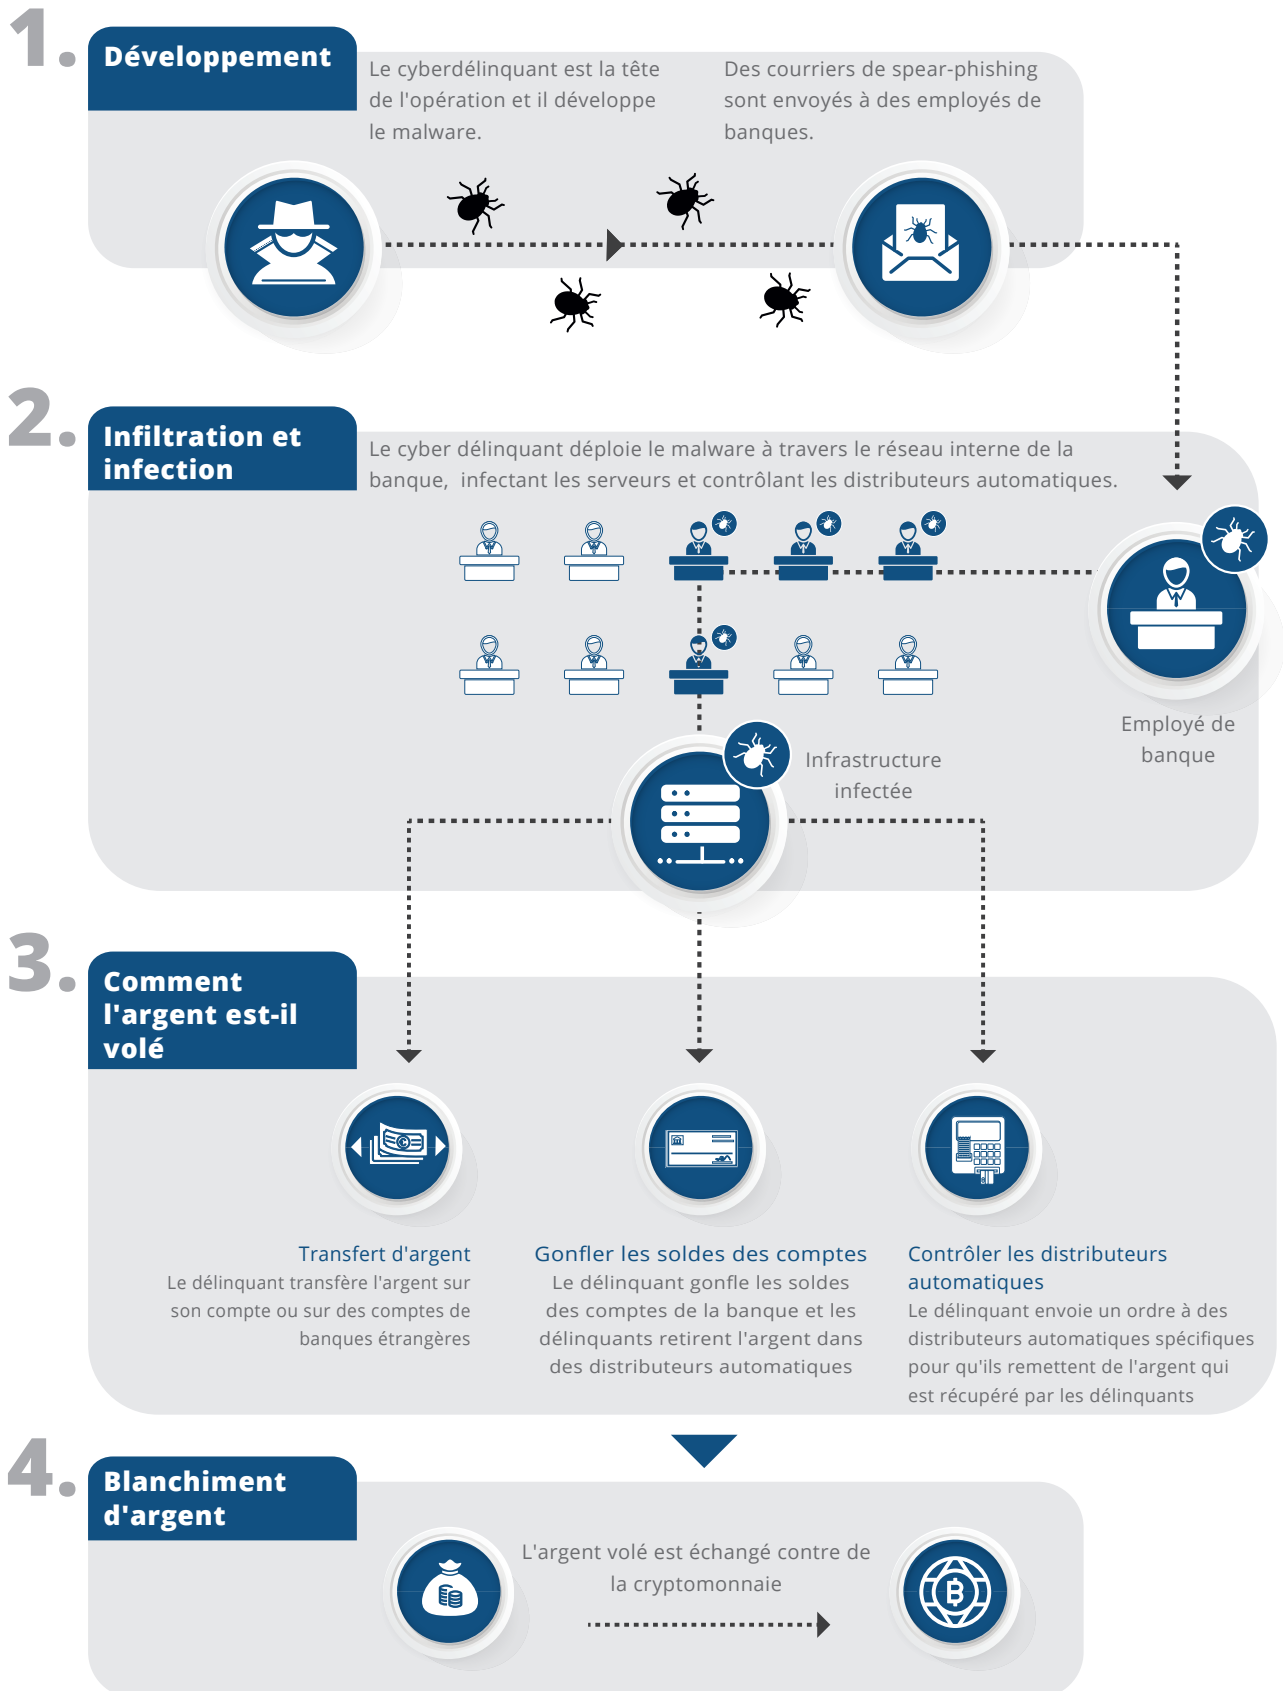 1.
Développement
Le cyberdélinquant est la tête
de l'opération et il développe
le malware.
Des courriers de spear-phishing
sont envoyés à des employés de
banques.
2.
Infiltration et
infection
Le cyber délinquant déploie le malware à travers le réseau interne de la
banque,  infectant les serveurs et contrôlant les distributeurs automatiques.
Employé de
banque
Infrastructure
infectée
3.
Comment
l'argent est-il
volé
Transfert d'argent
Le délinquant transfère l'argent sur
son compte ou sur des comptes de
banques étrangères
Gonfler les soldes des comptes
Le délinquant gonfle les soldes
des comptes de la banque et les
délinquants retirent l'argent dans
des distributeurs automatiques
Contrôler les distributeurs
automatiques
Le délinquant envoie un ordre à des
distributeurs automatiques spécifiques
pour qu'ils remettent de l'argent qui
est récupéré par les délinquants
4.
Blanchiment
d'argent
L'argent volé est échangé contre de
la cryptomonnaie